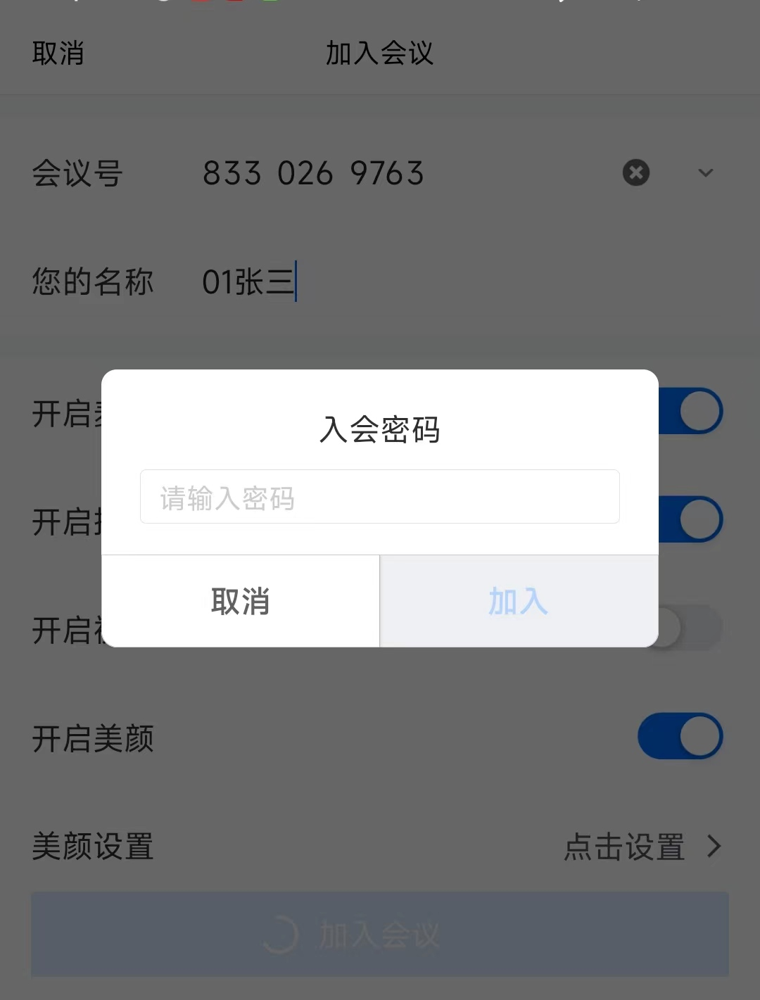 取消 加入会议
会议号 833 026 9763
您的名称 01张三
开启
入会密码
请输入密码
开启
取消 加入
开启
开启美颜
美颜设置 点击设置
加入会议